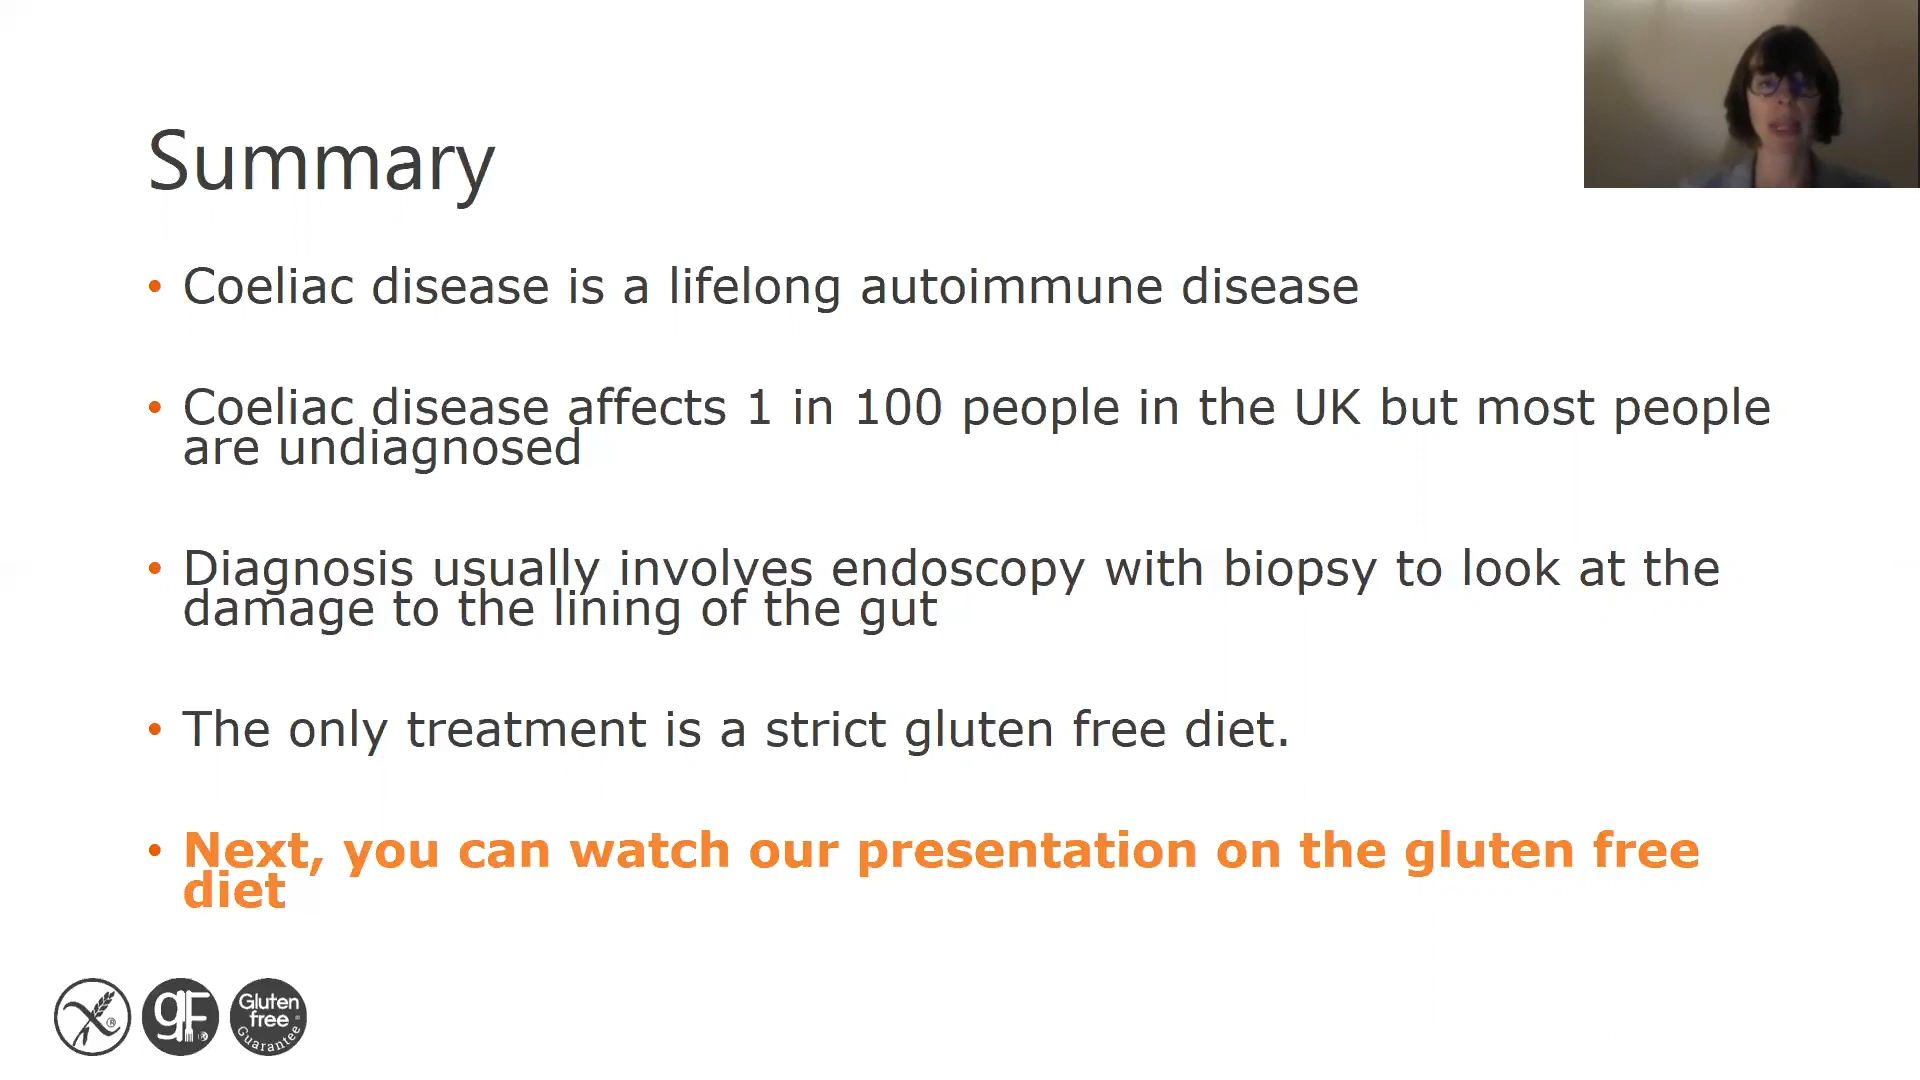 Summary
• Coeliac disease is a lifelong autoimmune disease
• Coeliac disease affects 1 in 100 people in the UK but most people
are undiagnosed
• Diagnosis usually involves endoscopy with biopsy to look at the
damage to the lining of the gut
• The only treatment is a strict gluten free diet.
• Next, you can watch our presentation on the gluten free
diet
®
gF
Gluten
free
Guarantee